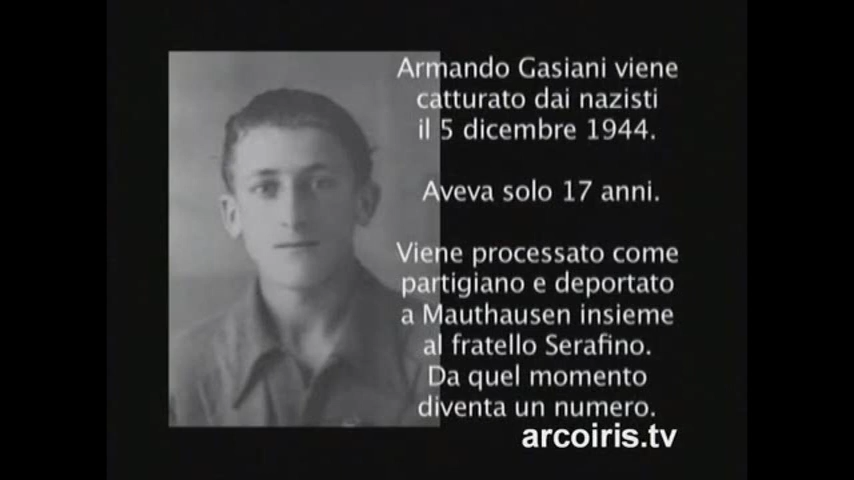 Armando Gasiani viene
catturato dai nazisti
il 5 dicembre 1944.
Aveva solo 17 anni.
Viene processato come
partigiano e deportato
a Mauthausen insieme
al fratello Serafino.
Da quel momento
diventa un numero.
arcoiris.tv